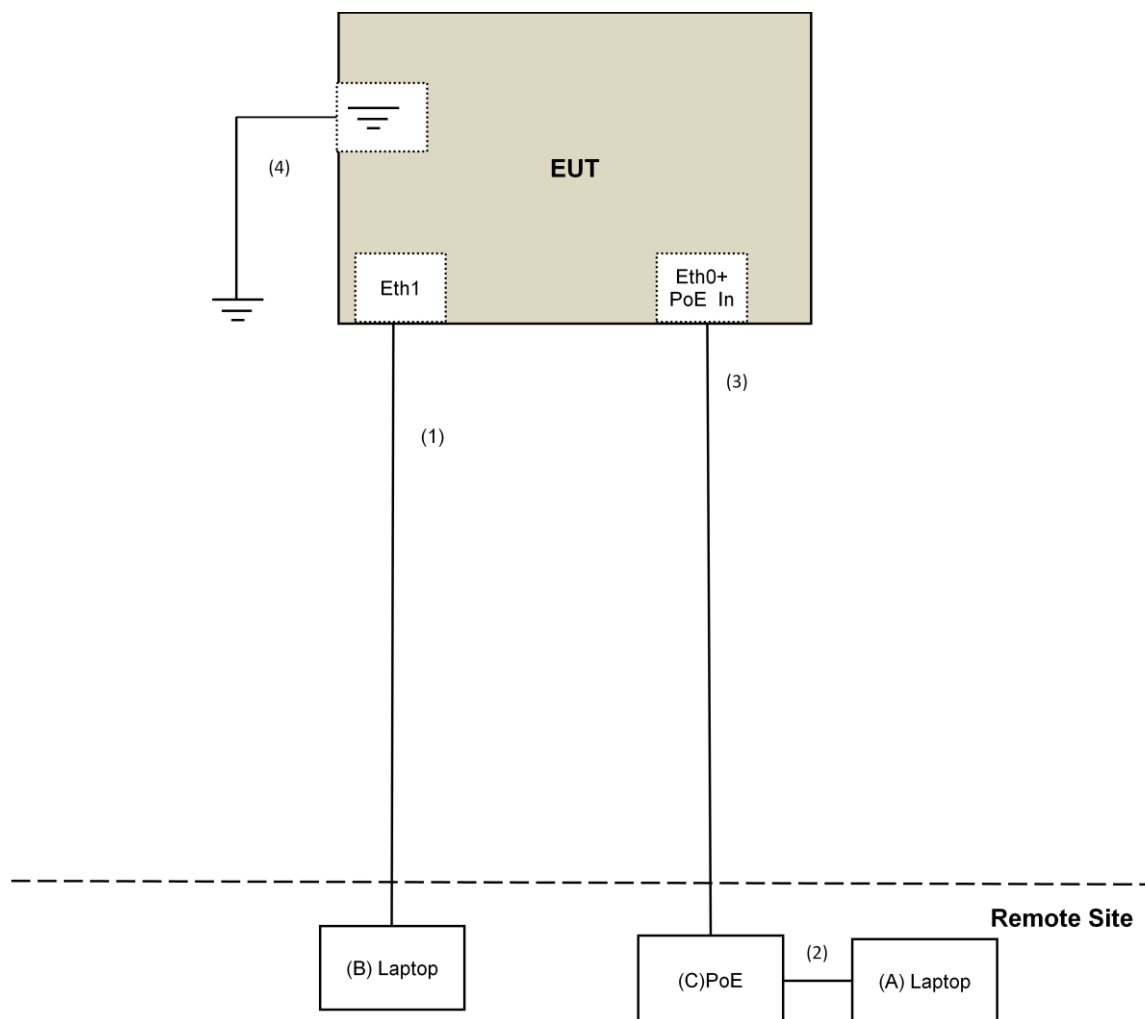 (4)
EUT
Eth1
Eth0+
PoE In
(3)
(1)
Remote Site
(B) Laptop
(C)PoE
(2)
(A) Laptop